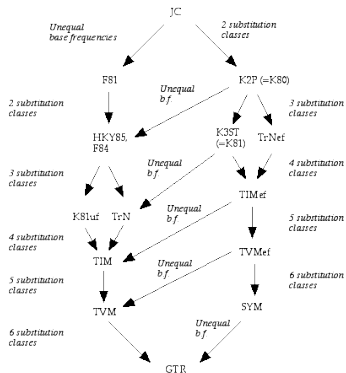 JC
Unequal
base frequencies
2 substitution
classes
F81
Unequal
b f
K2P (=K80)
2 substitution
classes
3 substitution
classes
HKY85,
F84
K3ST
(=K81)
TrNef
Unequal
b f
3 substitution
classes
4 substitution
classes
TIMef
K81uf
TrN
Unequal
b f
4 substitution
classes
5 substitution
classes
TIM
TVMef
Unequal
b f
5 substitution
classes
6 substitution
classes
TVM
SYM
6 substitution
classes
Unequal
b f
GTR